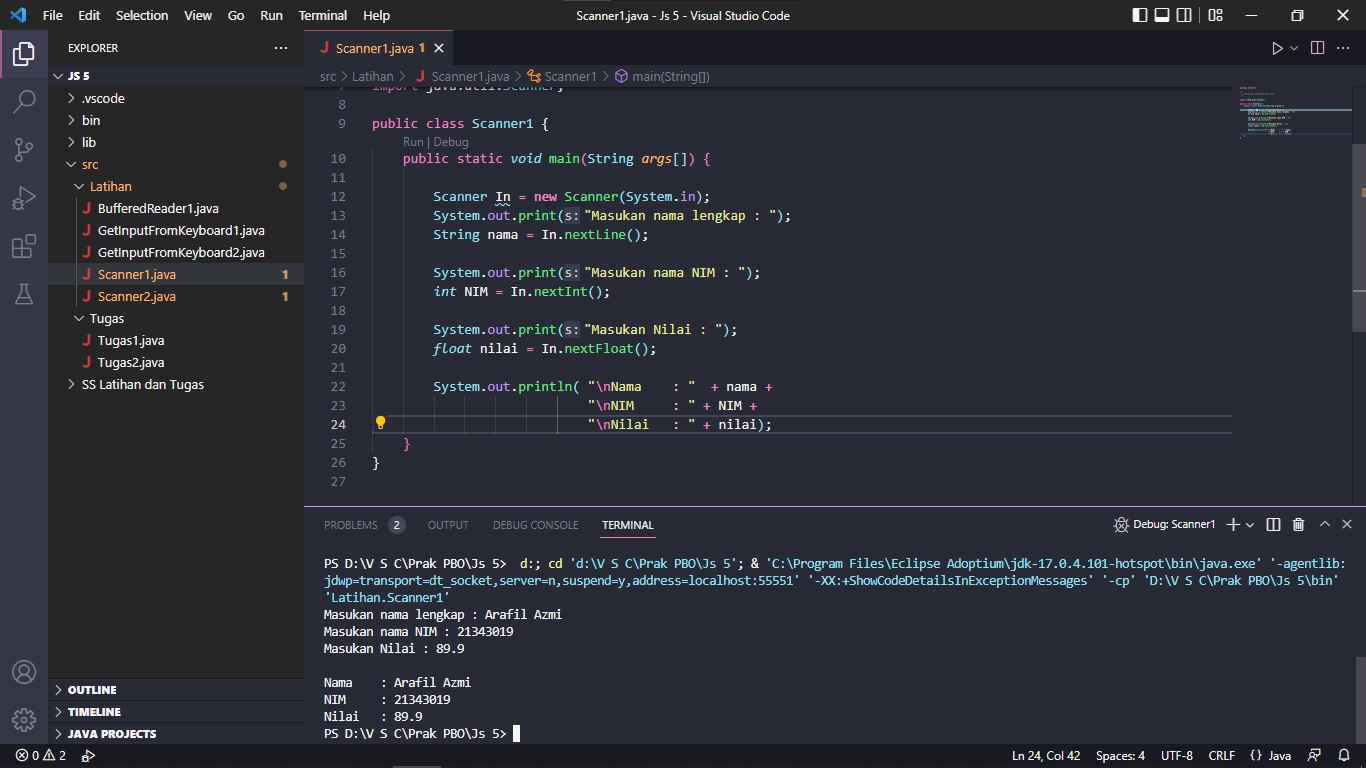 File Edit Selection View Go Run Terminal Help Scanner1.java - Js 5 - Visual Studio Code
EXPLORER
JS 5
.vscode
bin
lib
src
Latihan
BufferedReader1.java
GetInputFromKeyboard1.java
GetInputFromKeyboard2.java
Scanner1.java 1
Scanner2.java 1
Tugas
Tugas1.java
Tugas2.java
SS Latihan dan Tugas
OUTLINE
TIMELINE
JAVA PROJECTS
Scanner1.java 1
src > Latihan > Scanner1.java > Scanner1 > main(String[])
7 import java.util.Scanner;
8
9 public class Scanner1 {
Run | Debug
10 public static void main(String args[]) {
11
12 Scanner In = new Scanner(System.in);
13 System.out.print(s: "Masukan nama lengkap : ");
14 String nama = In.nextLine();
15
16 System.out.print(s: "Masukan nama NIM : ");
17 int NIM = In.nextInt();
18
19 System.out.print(s: "Masukan Nilai : ");
20 float nilai = In.nextFloat();
21
22 System.out.println( "\nNama    : "  + nama +
23 "\nNIM     : " + NIM +
24 "\nNilai   : " + nilai);
25 }
26 }
27
PROBLEMS 2 OUTPUT DEBUG CONSOLE TERMINAL Debug: Scanner1
PS D:\V S C\Prak PBO\Js 5>  d:; cd 'd:\V S C\Prak PBO\Js 5'; & 'C:\Program Files\Eclipse Adoptium\jdk-17.0.4.101-hotspot\bin\java.exe' '-agentlib:
jdwp=transport=dt_socket,server=n,suspend=y,address=localhost:55551' '-XX:+ShowCodeDetailsInExceptionMessages' '-cp' 'D:\V S C\Prak PBO\Js 5\bin'
'Latihan.Scanner1'
Masukan nama lengkap : Arafil Azmi
Masukan nama NIM : 21343019
Masukan Nilai : 89.9
Nama    : Arafil Azmi
NIM     : 21343019
Nilai   : 89.9
PS D:\V S C\Prak PBO\Js 5>
0 2 Ln 24, Col 42 Spaces: 4 UTF-8 CRLF {} Java